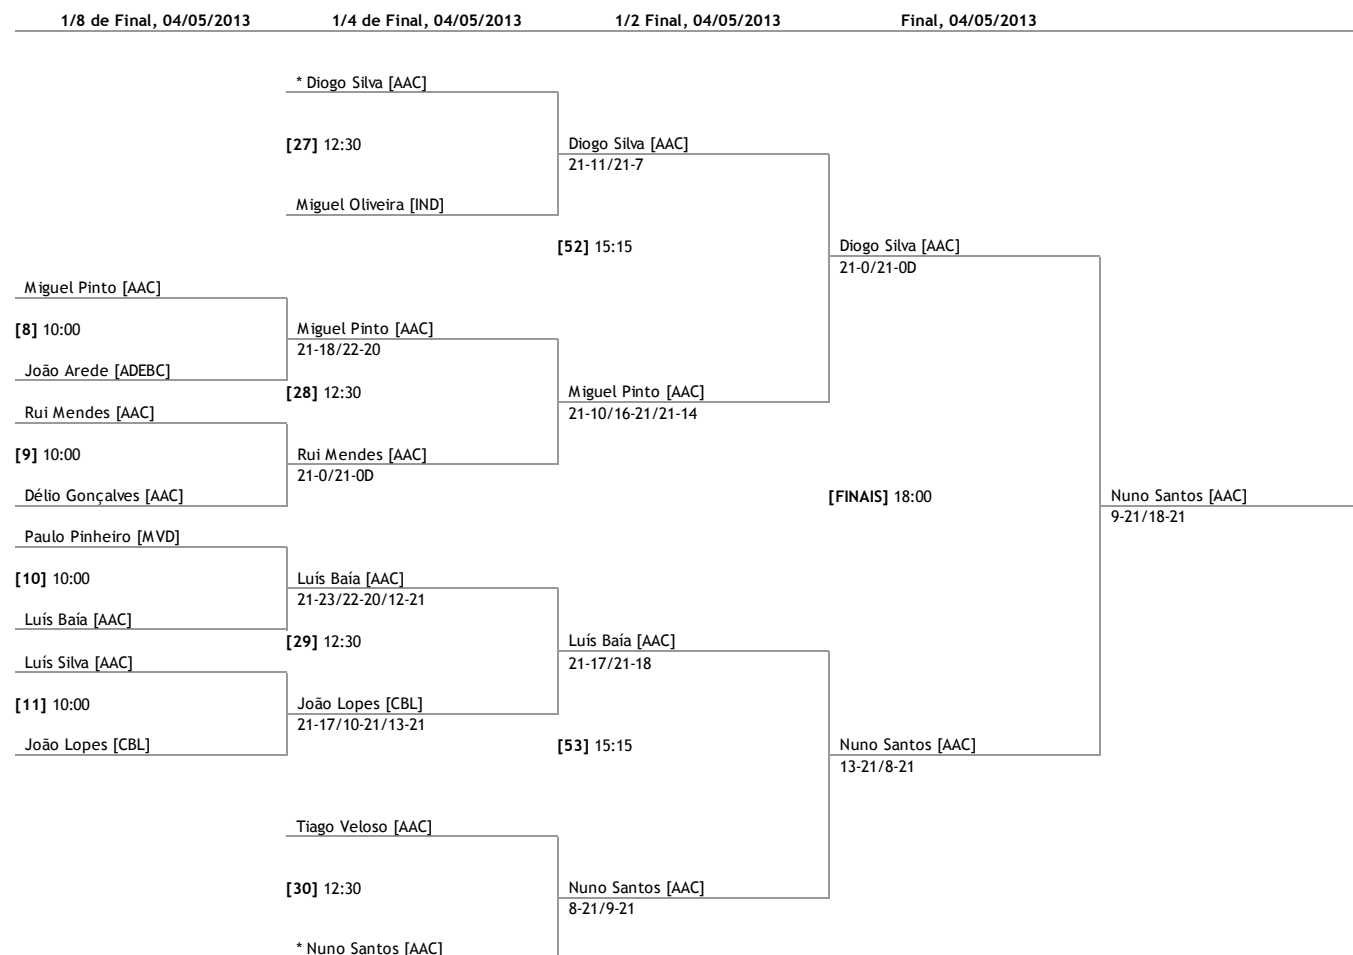 1/8 de Final, 04/05/2013 1/4 de Final, 04/05/2013 1/2 Final, 04/05/2013 Final, 04/05/2013
* Diogo Silva [AAC]
[27] 12:30 Diogo Silva [AAC]
21-11/21-7
Miguel Oliveira [IND]
[52] 15:15 Diogo Silva [AAC]
21-0/21-0D
Miguel Pinto [AAC]
[8] 10:00 Miguel Pinto [AAC]
21-18/22-20
João Arede [ADEBC]
[28] 12:30 Miguel Pinto [AAC]
Rui Mendes [AAC] 21-10/16-21/21-14
[9] 10:00 Rui Mendes [AAC]
21-0/21-0D
Délio Gonçalves [AAC] [FINAIS] 18:00 Nuno Santos [AAC]
9-21/18-21
Paulo Pinheiro [MVD]
[10] 10:00 Luís Baía [AAC]
21-23/22-20/12-21
Luís Baía [AAC]
[29] 12:30 Luís Baía [AAC]
Luís Silva [AAC] 21-17/21-18
[11] 10:00 João Lopes [CBL]
21-17/10-21/13-21
João Lopes [CBL] [53] 15:15 Nuno Santos [AAC]
13-21/8-21
Tiago Veloso [AAC]
[30] 12:30 Nuno Santos [AAC]
8-21/9-21
* Nuno Santos [AAC]